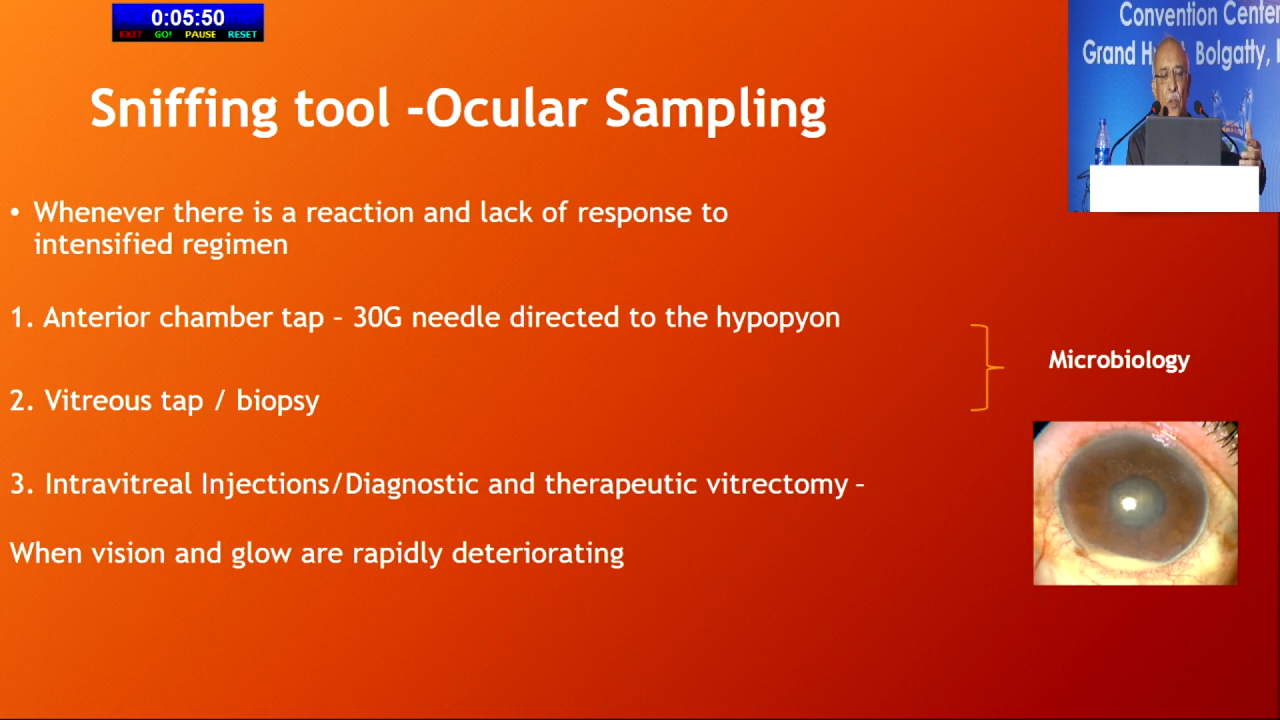 0:05:50
EXIT GO! PAUSE RESET
Convention Center
Grand Bolgatty,
Sniffing tool -Ocular Sampling
• Whenever there is a reaction and lack of response to
intensified regimen
1. Anterior chamber tap – 30G needle directed to the hypopyon
2. Vitreous tap / biopsy
Microbiology
3. Intravitreal Injections/Diagnostic and therapeutic vitrectomy –
When vision and glow are rapidly deteriorating